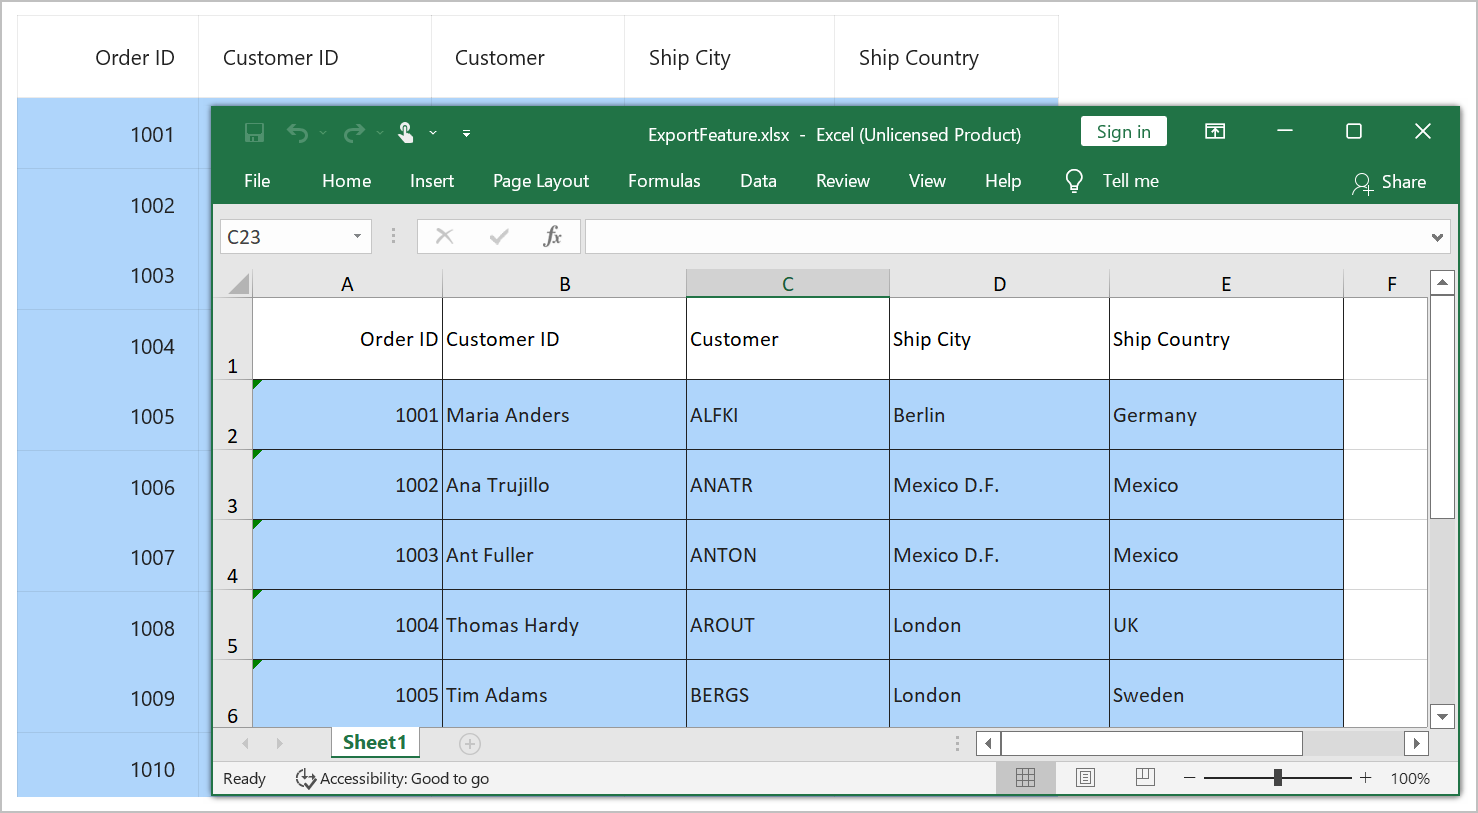 Order ID Customer ID Customer Ship City Ship Country
ExportFeature.xlsx - Excel (Unlicensed Product) Sign in
File Home Insert Page Layout Formulas Data Review View Help Tell me Share
C23 fx
A B C D E F
1 Order ID Customer ID Customer Ship City Ship Country
2 1001 Maria Anders ALFKI Berlin Germany
3 1002 Ana Trujillo ANATR Mexico D.F. Mexico
4 1003 Ant Fuller ANTON Mexico D.F. Mexico
5 1004 Thomas Hardy AROUT London UK
6 1005 Tim Adams BERGS London Sweden
Sheet1
Ready Accessibility: Good to go 100%
1001
1002
1003
1004
1005
1006
1007
1008
1009
1010